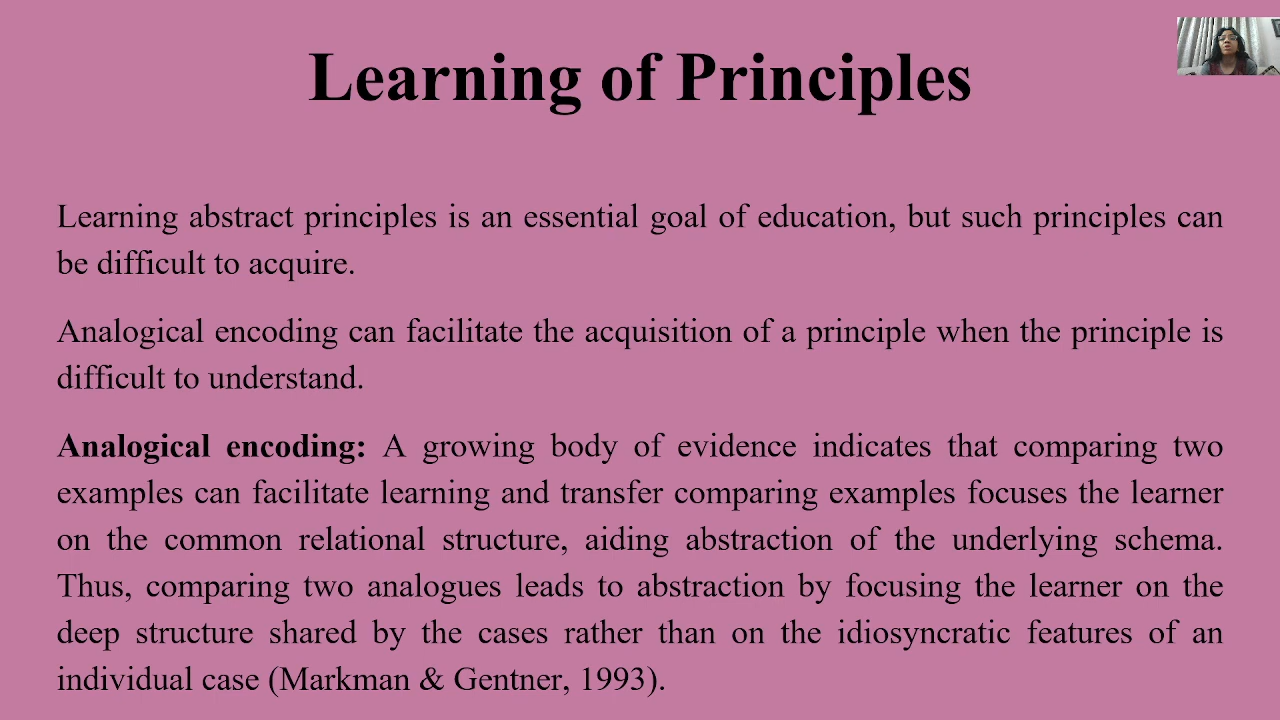 Learning of Principles
Learning abstract principles is an essential goal of education, but such principles can
be difficult to acquire.
Analogical encoding can facilitate the acquisition of a principle when the principle is
difficult to understand.
Analogical encoding: A growing body of evidence indicates that comparing two
examples can facilitate learning and transfer comparing examples focuses the learner
on the common relational structure, aiding abstraction of the underlying schema.
Thus, comparing two analogues leads to abstraction by focusing the learner on the
deep structure shared by the cases rather than on the idiosyncratic features of an
individual case (Markman & Gentner, 1993).